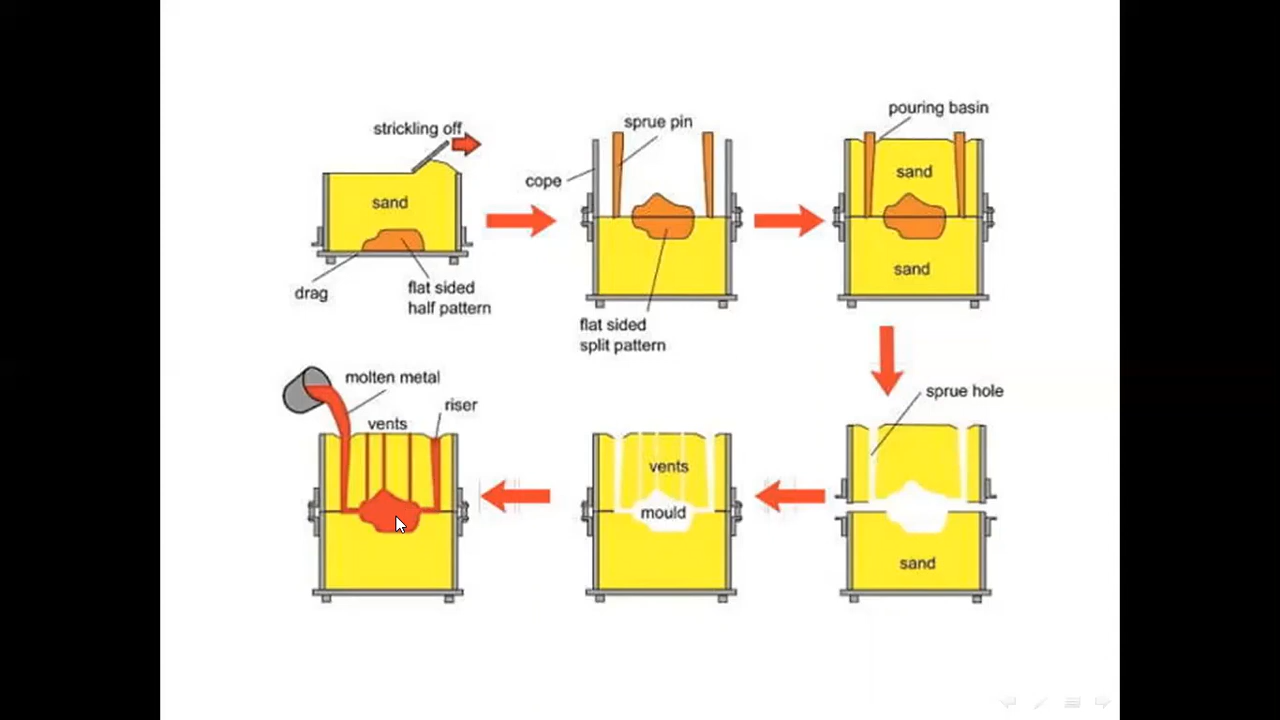 strickling off
sand
drag
flat sided
half pattern
sprue pin
cope
flat sided
split pattern
pouring basin
sand
sand
sprue hole
sand
vents
mould
molten metal
riser
vents